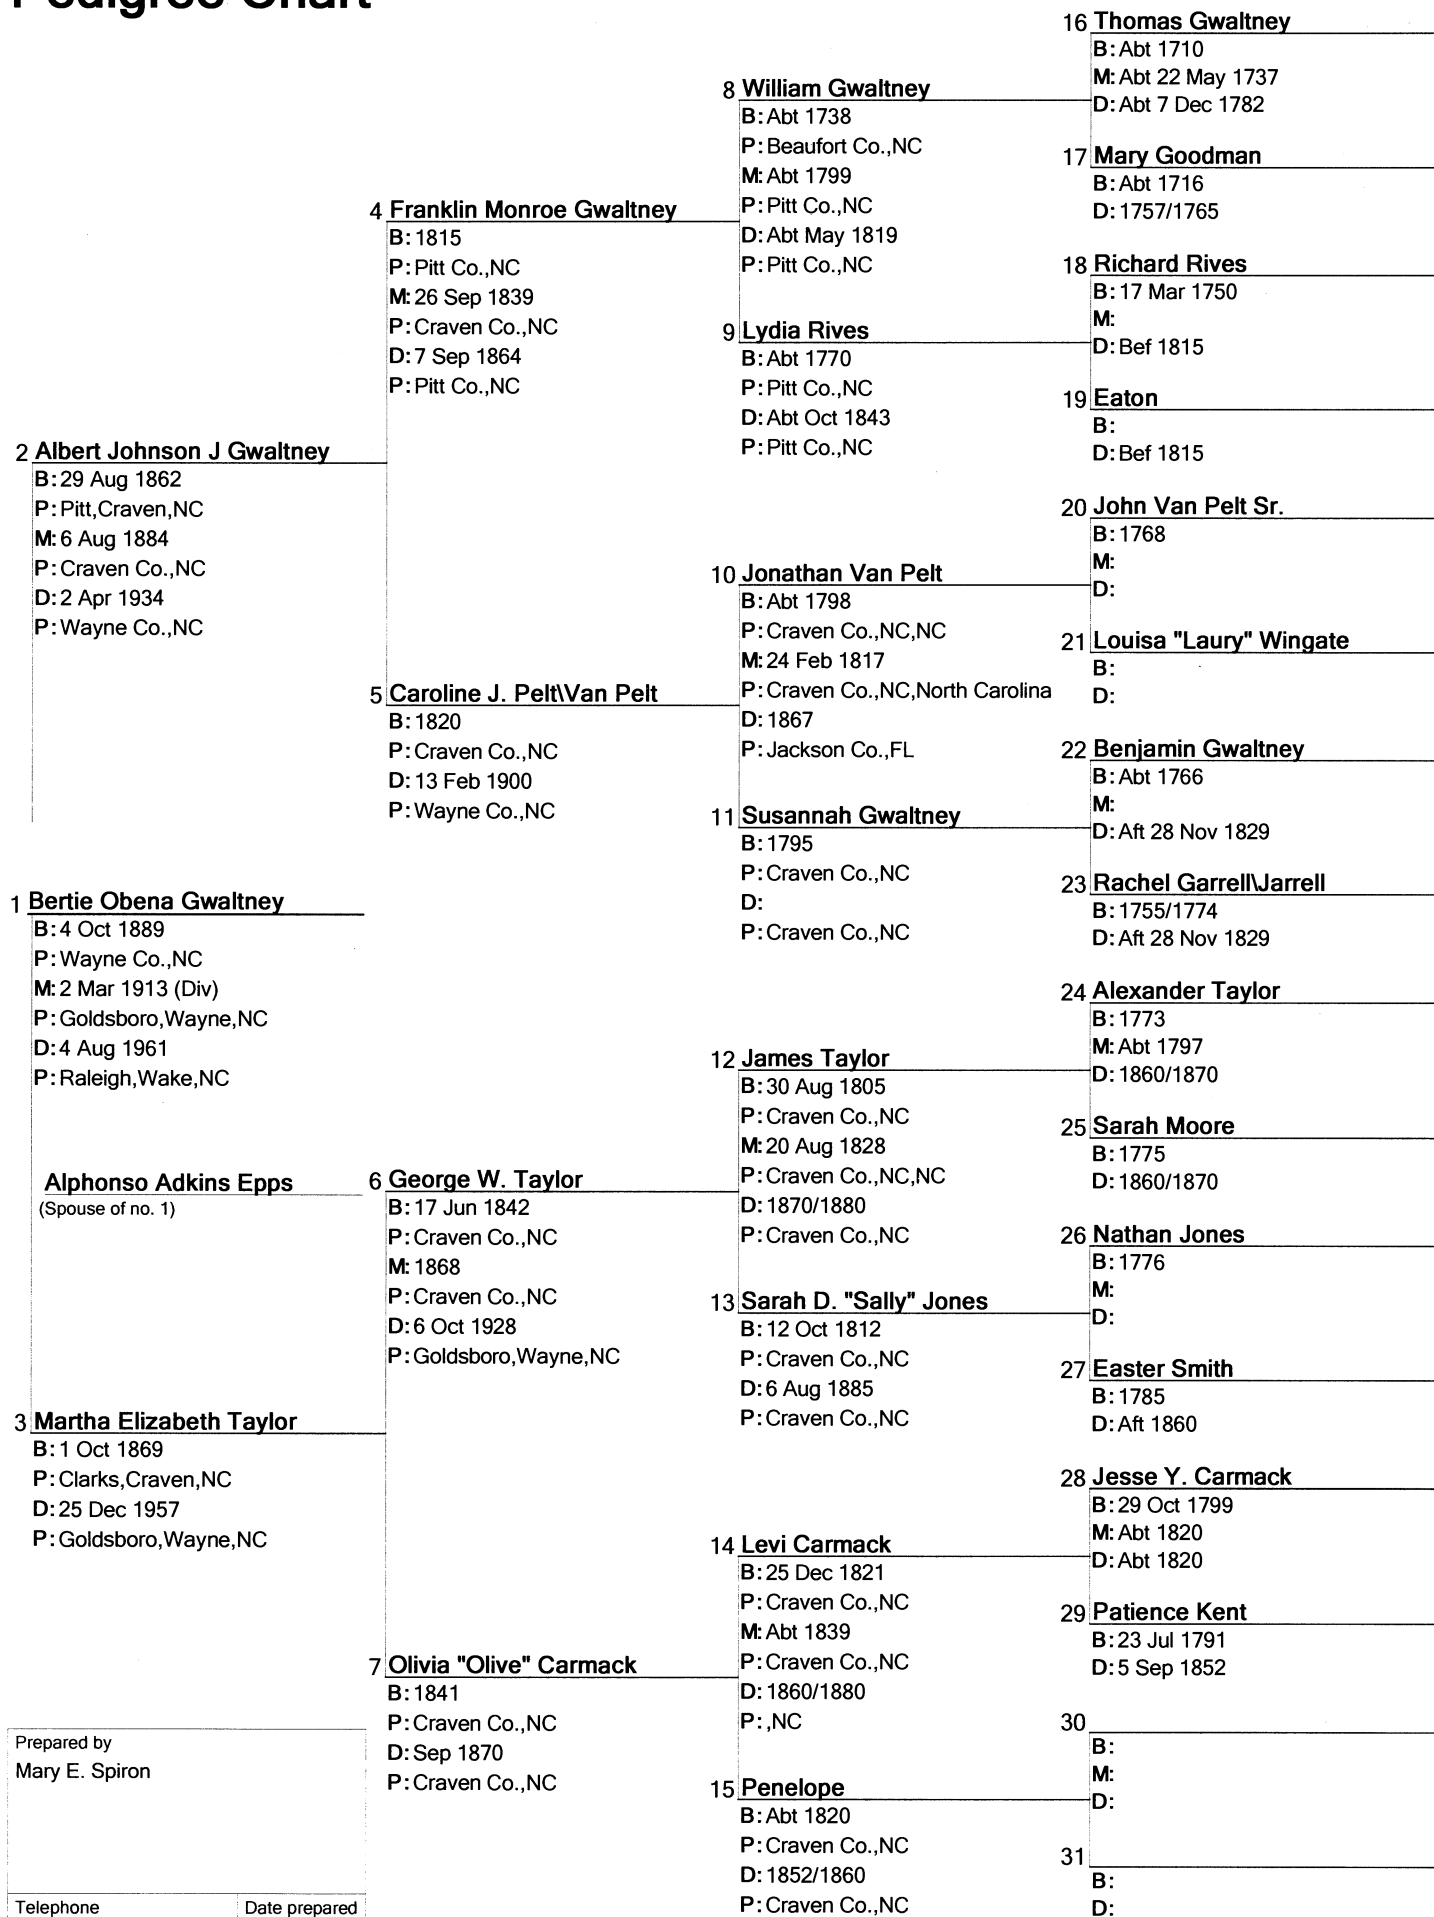 Pedigree Chart
16 Thomas Gwaltney
B: Abt 1710
M: Abt 22 May 1737
D: Abt 7 Dec 1782
8 William Gwaltney
B: Abt 1738
P: Beaufort Co.,NC
M: Abt 1799
P: Pitt Co.,NC
D: Abt May 1819
P: Pitt Co.,NC
17 Mary Goodman
B: Abt 1716
D: 1757/1765
4 Franklin Monroe Gwaltney
B: 1815
P: Pitt Co.,NC
M: 26 Sep 1839
P: Craven Co.,NC
D: 7 Sep 1864
P: Pitt Co.,NC
18 Richard Rives
B: 17 Mar 1750
M:
D: Bef 1815
9 Lydia Rives
B: Abt 1770
P: Pitt Co.,NC
D: Abt Oct 1843
P: Pitt Co.,NC
19 Eaton
B:
D: Bef 1815
2 Albert Johnson J Gwaltney
B: 29 Aug 1862
P: Pitt,Craven,NC
M: 6 Aug 1884
P: Craven Co.,NC
D: 2 Apr 1934
P: Wayne Co.,NC
20 John Van Pelt Sr.
B: 1768
M:
D:
10 Jonathan Van Pelt
B: Abt 1798
P: Craven Co.,NC,NC
M: 24 Feb 1817
P: Craven Co.,NC,North Carolina
D: 1867
P: Jackson Co.,FL
21 Louisa "Laury" Wingate
B:
D:
5 Caroline J. Pelt\Van Pelt
B: 1820
P: Craven Co.,NC
D: 13 Feb 1900
P: Wayne Co.,NC
22 Benjamin Gwaltney
B: Abt 1766
M:
D: Aft 28 Nov 1829
11 Susannah Gwaltney
B: 1795
P: Craven Co.,NC
D:
P: Craven Co.,NC
23 Rachel Garrell\Jarrell
B: 1755/1774
D: Aft 28 Nov 1829
1 Bertie Obena Gwaltney
B: 4 Oct 1889
P: Wayne Co.,NC
M: 2 Mar 1913 (Div)
P: Goldsboro,Wayne,NC
D: 4 Aug 1961
P: Raleigh,Wake,NC
24 Alexander Taylor
B: 1773
M: Abt 1797
D: 1860/1870
12 James Taylor
B: 30 Aug 1805
P: Craven Co.,NC
M: 20 Aug 1828
P: Craven Co.,NC,NC
D: 1870/1880
P: Craven Co.,NC
25 Sarah Moore
B: 1775
D: 1860/1870
Alphonso Adkins Epps
(Spouse of no. 1)
6 George W. Taylor
B: 17 Jun 1842
P: Craven Co.,NC
M: 1868
P: Craven Co.,NC
D: 6 Oct 1928
P: Goldsboro,Wayne,NC
26 Nathan Jones
B: 1776
M:
D:
13 Sarah D. "Sally" Jones
B: 12 Oct 1812
P: Craven Co.,NC
D: 6 Aug 1885
P: Craven Co.,NC
27 Easter Smith
B: 1785
D: Aft 1860
3 Martha Elizabeth Taylor
B: 1 Oct 1869
P: Clarks,Craven,NC
D: 25 Dec 1957
P: Goldsboro,Wayne,NC
28 Jesse Y. Carmack
B: 29 Oct 1799
M: Abt 1820
D: Abt 1820
14 Levi Carmack
B: 25 Dec 1821
P: Craven Co.,NC
M: Abt 1839
P: Craven Co.,NC
D: 1860/1880
P: ,NC
29 Patience Kent
B: 23 Jul 1791
D: 5 Sep 1852
7 Olivia "Olive" Carmack
B: 1841
P: Craven Co.,NC
D: Sep 1870
P: Craven Co.,NC
30
B:
M:
D:
15 Penelope
B: Abt 1820
P: Craven Co.,NC
D: 1852/1860
P: Craven Co.,NC
31
B:
D:
Prepared by
Mary E. Spiron
Telephone
Date prepared